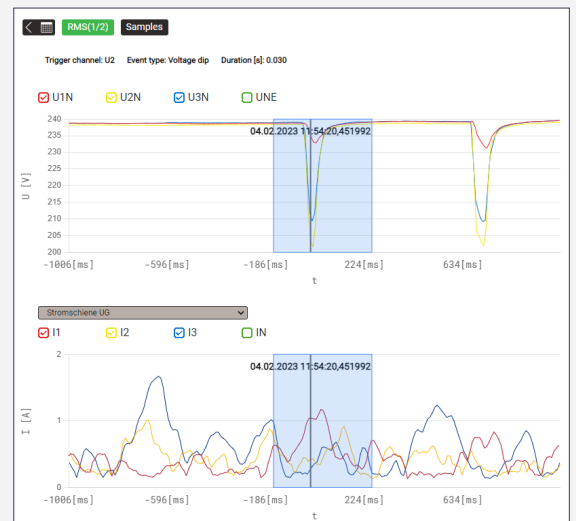 RMS(1/2) Samples
Trigger channel: U2 Event type: Voltage dip Duration [s]: 0.030
U1N U2N U3N UNE
240
04.02.2023 11:54:20,451992
235
230
225
220
215
210
205
200
U [V]
-1006[ms] -596[ms] -186[ms] 224[ms] 634[ms]
t
Stromschiene UG
I1 I2 I3 IN
2
04.02.2023 11:54:20,451992
1
0
I [A]
-1006[ms] -596[ms] -186[ms] 224[ms] 634[ms]
t